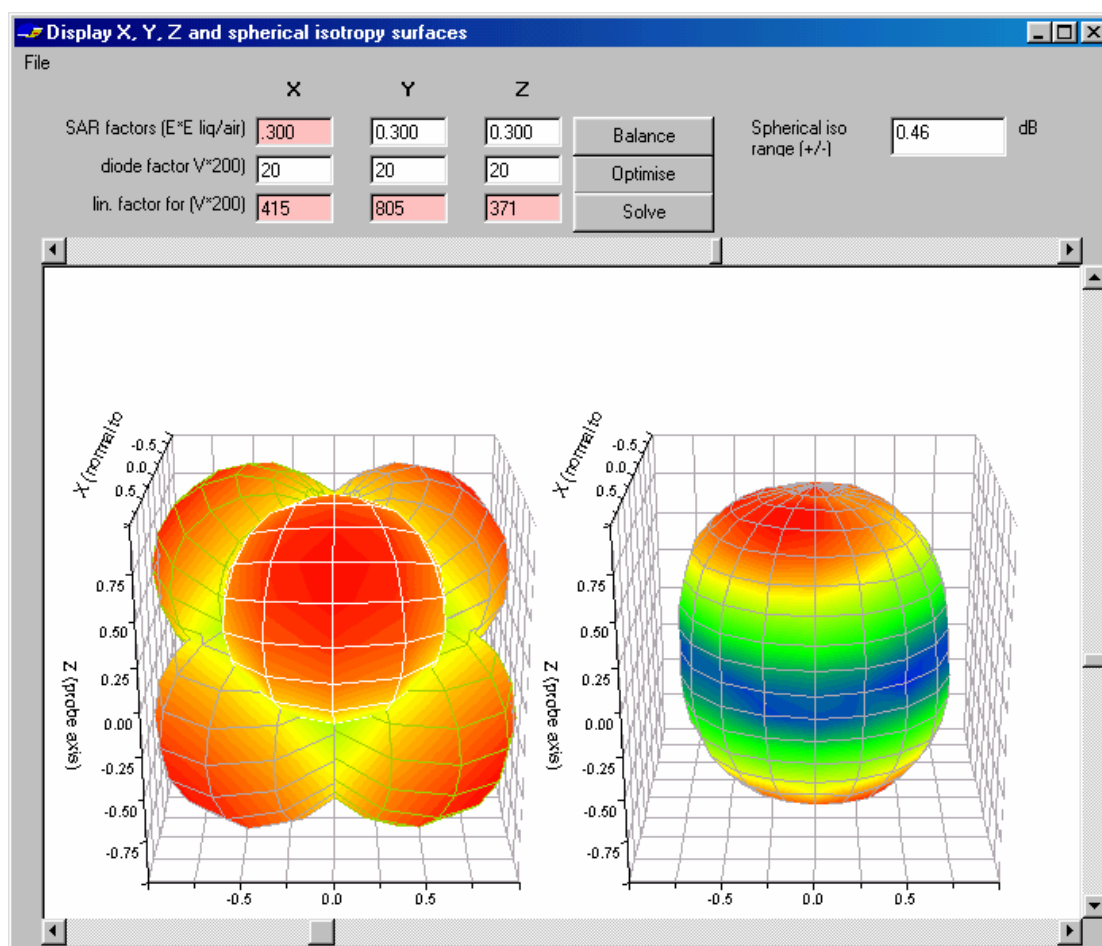 Display X, Y, Z and spherical isotropy surfaces
File
X Y Z
SAR factors (E*E liq/air) .300 0.300 0.300 Balance
Spherical iso range (+/-) 0.46 dB
diode factor V*200) 20 20 20 Optimise
lin. factor for (V*200) 415 805 371 Solve
X (normal to
-0.5
0.0
0.5
Z (probe axis)
0.75
0.50
0.25
0.00
-0.25
-0.50
-0.75
-0.5 0.0 0.5
X (normal to
-0.5
0.0
0.5
Z (probe axis)
0.75
0.50
0.25
0.00
-0.25
-0.50
-0.75
-0.5 0.0 0.5